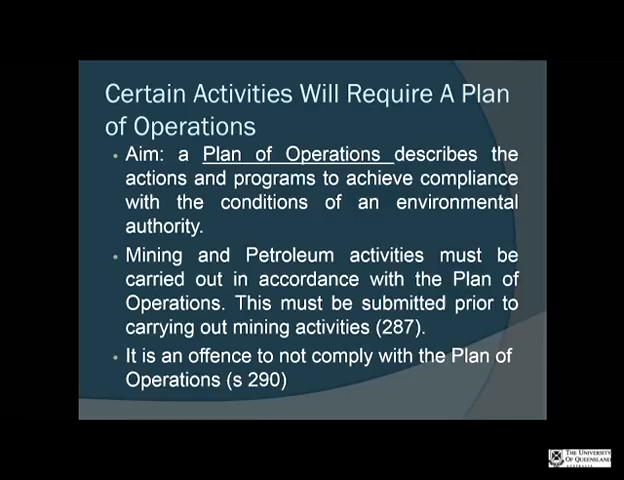 Certain Activities Will Require A Plan
of Operations
• Aim: a Plan of Operations describes the
actions and programs to achieve compliance
with the conditions of an environmental
authority.
• Mining and Petroleum activities must be
carried out in accordance with the Plan of
Operations. This must be submitted prior to
carrying out mining activities (287).
• It is an offence to not comply with the Plan of
Operations (s 290)
THE UNIVERSITY
OF QUEENSLAND
AUSTRALIA